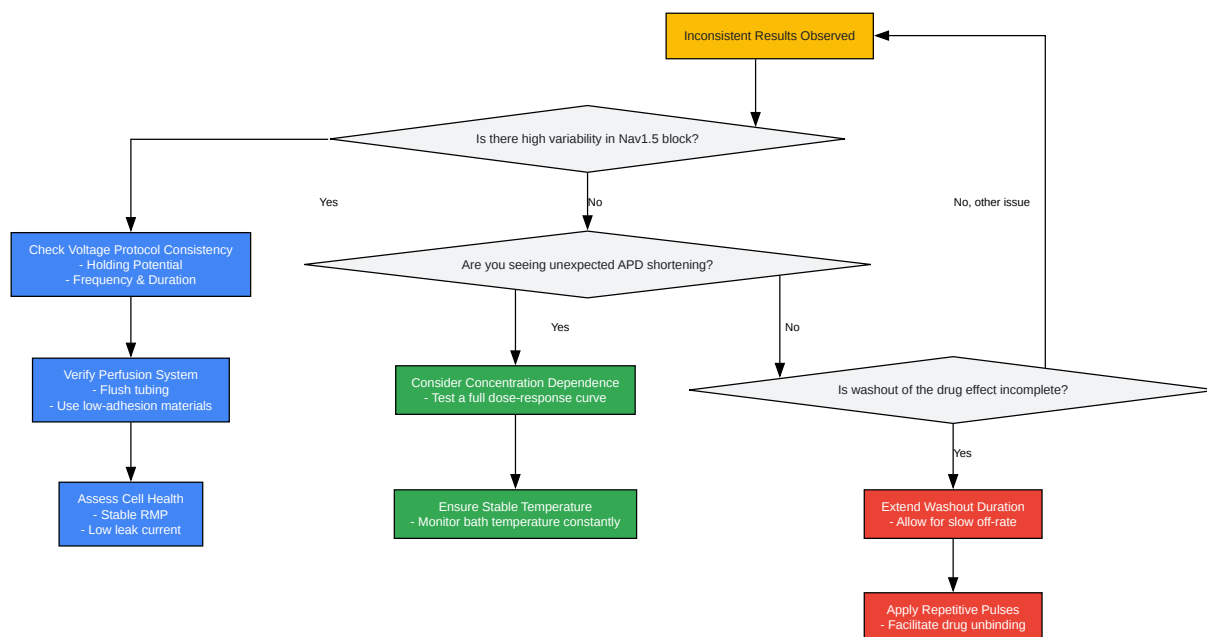 Inconsistent Results Observed
Is there high variability in Nav1.5 block?
Yes
No
No, other issue
Check Voltage Protocol Consistency
- Holding Potential
- Frequency & Duration
Are you seeing unexpected APD shortening?
Yes
No
Verify Perfusion System
- Flush tubing
- Use low-adhesion materials
Consider Concentration Dependence
- Test a full dose-response curve
Is washout of the drug effect incomplete?
Yes
Assess Cell Health
- Stable RMP
- Low leak current
Ensure Stable Temperature
- Monitor bath temperature constantly
Extend Washout Duration
- Allow for slow off-rate
Apply Repetitive Pulses
- Facilitate drug unbinding